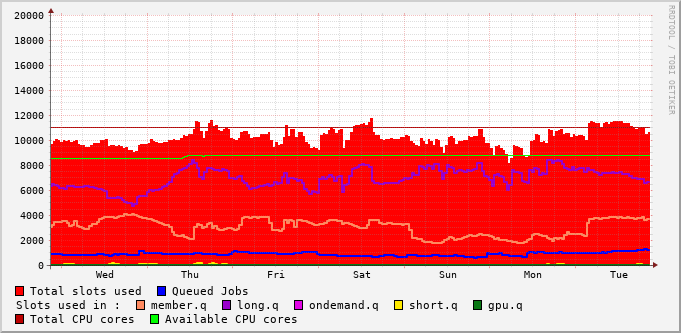 RRDTOOL / TOBI OETIKER
20000
18000
16000
14000
12000
10000
8000
6000
4000
2000
0
Wed Thu Fri Sat Sun Mon Tue
Total slots used Queued Jobs
Slots used in : member.q long.q ondemand.q short.q gpu.q
Total CPU cores Available CPU cores